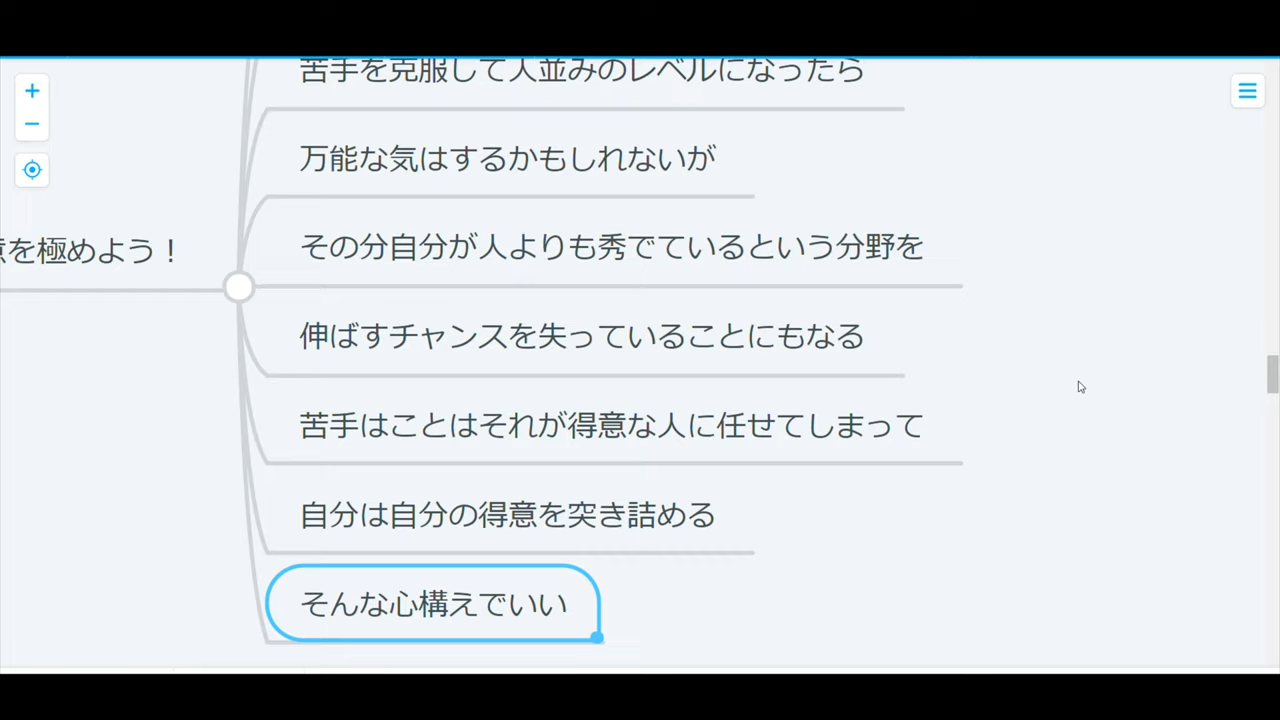 苦手を克服して人並みのレベルになったら
万能な気はするかもしれないが
を極めよう！
その分自分が人よりも秀でているという分野を
伸ばすチャンスを失っていることにもなる
苦手はことはそれが得意な人に任せてしまって
自分は自分の得意を突き詰める
そんな心構えでいい